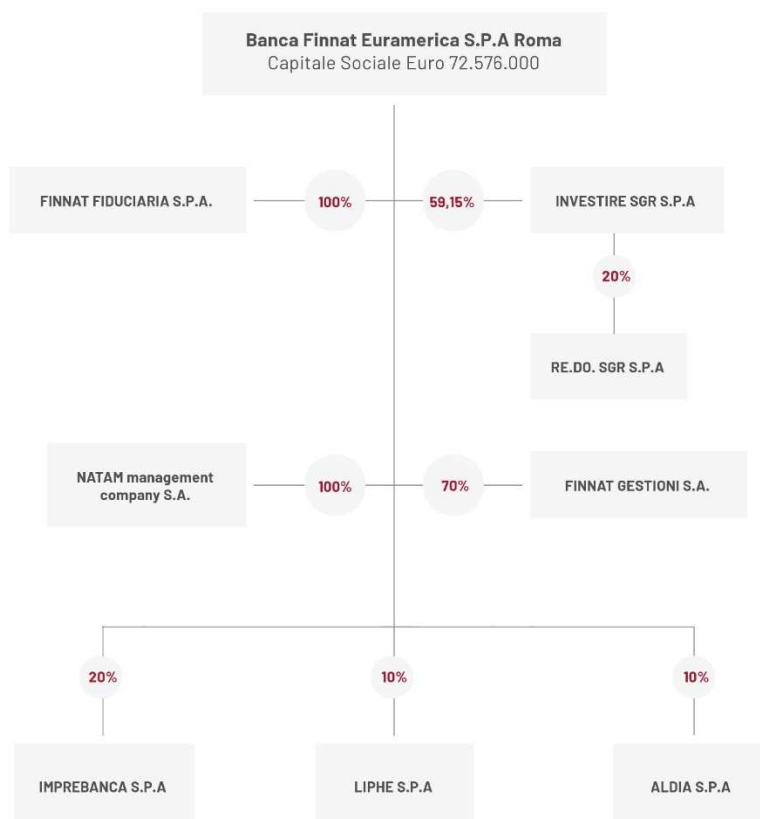 Banca Finnat Euramerica S.P.A Roma
Capitale Sociale Euro 72.576.000
FINNAT FIDUCIARIA S.P.A.
100%
59,15%
INVESTIRE SGR S.P.A
20%
RE.DO. SGR S.P.A
NATAM management
company S.A.
100%
70%
FINNAT GESTIONI S.A.
20%
10%
10%
IMPREBANCA S.P.A
LIPHE S.P.A
ALDIA S.P.A